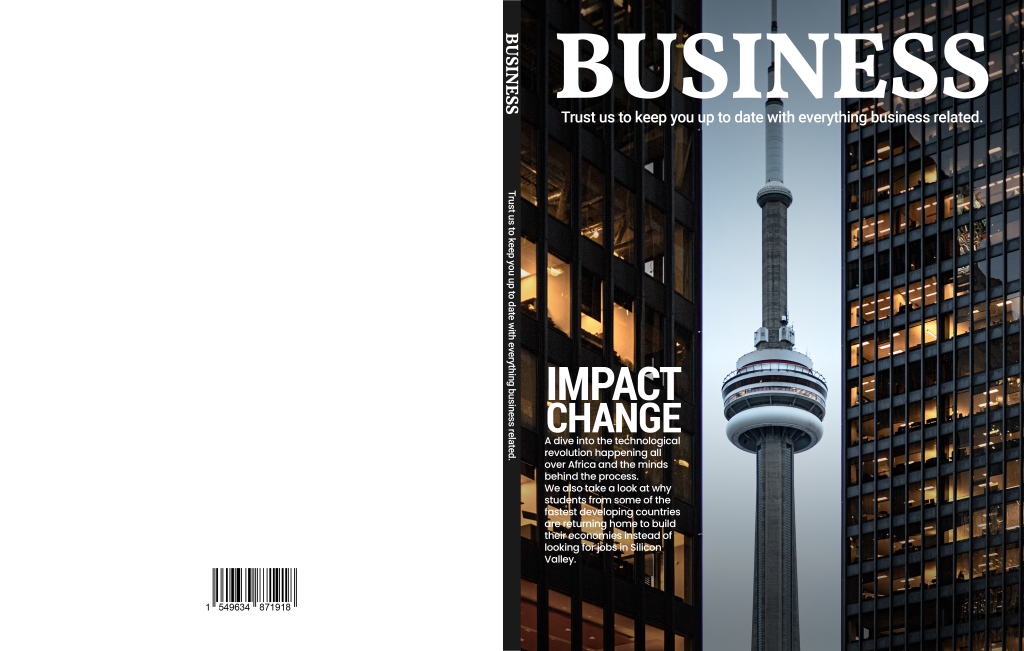 BUSINESS
Trust us to keep you up to date with everything business related.
BUSINESS
Trust us to keep you up to date with everything business related.
IMPACT
CHANGE
A dive into the technological
revolution happening all
over Africa and the minds
behind the process.
We also take a look at why
students from some of the
fastest developing countries
are returning home to build
their economies instead of
looking for jobs in Silicon
Valley.
1 549634 871918